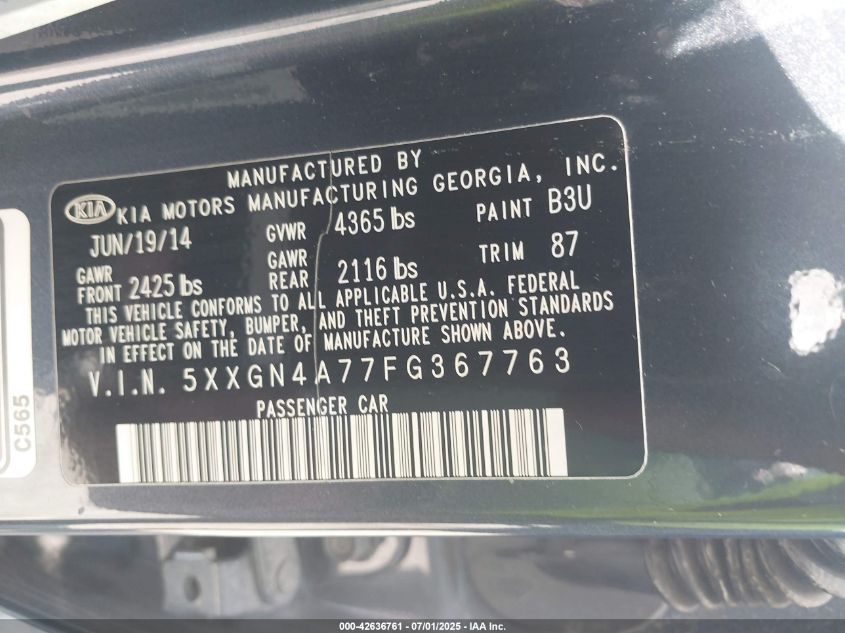 MANUFACTURED BY
KIA KIA MOTORS MANUFACTURING GEORGIA, INC.
JUN/19/14 GVWR 4365 lbs PAINT B3U
GAWR FRONT 2425 lbs GAWR REAR 2116 lbs TRIM 87
THIS VEHICLE CONFORMS TO ALL APPLICABLE U.S.A. FEDERAL
MOTOR VEHICLE SAFETY, BUMPER, AND THEFT PREVENTION STANDARDS
IN EFFECT ON THE DATE OF MANUFACTURE SHOWN ABOVE.
V.I.N. 5XXGN4A77FG367763
PASSENGER CAR
C565
000-42636761 - 07/01/2025 - IAA Inc.